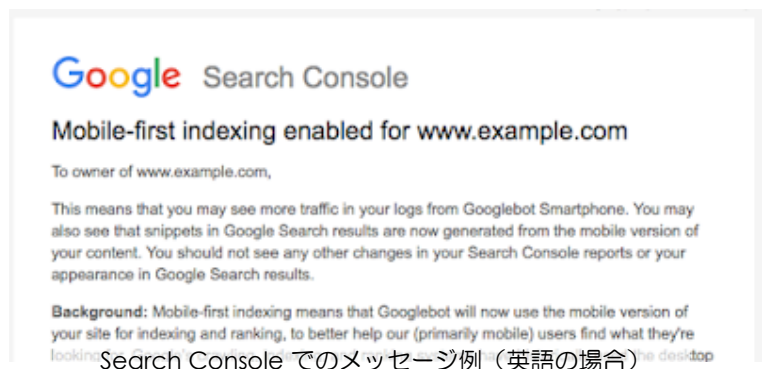 Google Search Console
Mobile-first indexing enabled for www.example.com
To owner of www.example.com,
This means that you may see more traffic in your logs from Googlebot Smartphone. You may
also see that snippets in Google Search results are now generated from the mobile version of
your content. You should not see any other changes in your Search Console reports or your
appearance in Google Search results.
Background: Mobile-first indexing means that Googlebot will now use the mobile version of
your site for indexing and ranking, to better help our (primarily mobile) users find what they're
the desktop
Search Console でのメッセージ例（英語の場合）